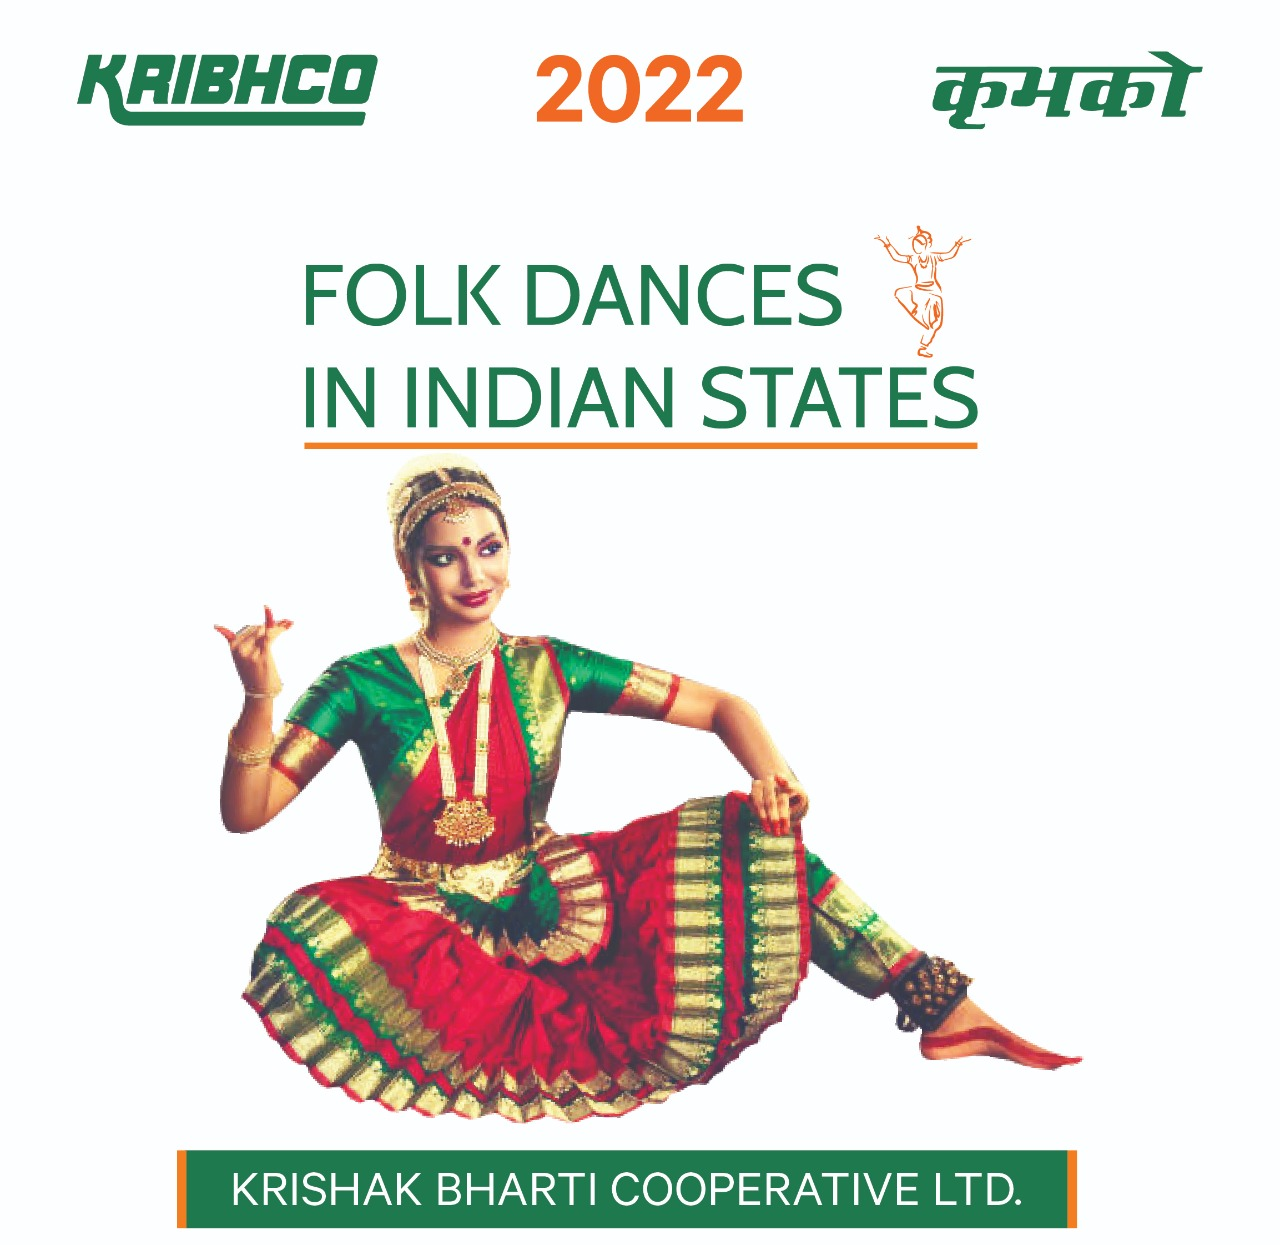 KRIBHCO
2022
कृभको
FOLK DANCES
IN INDIAN STATES
KRISHAK BHARTI COOPERATIVE LTD.